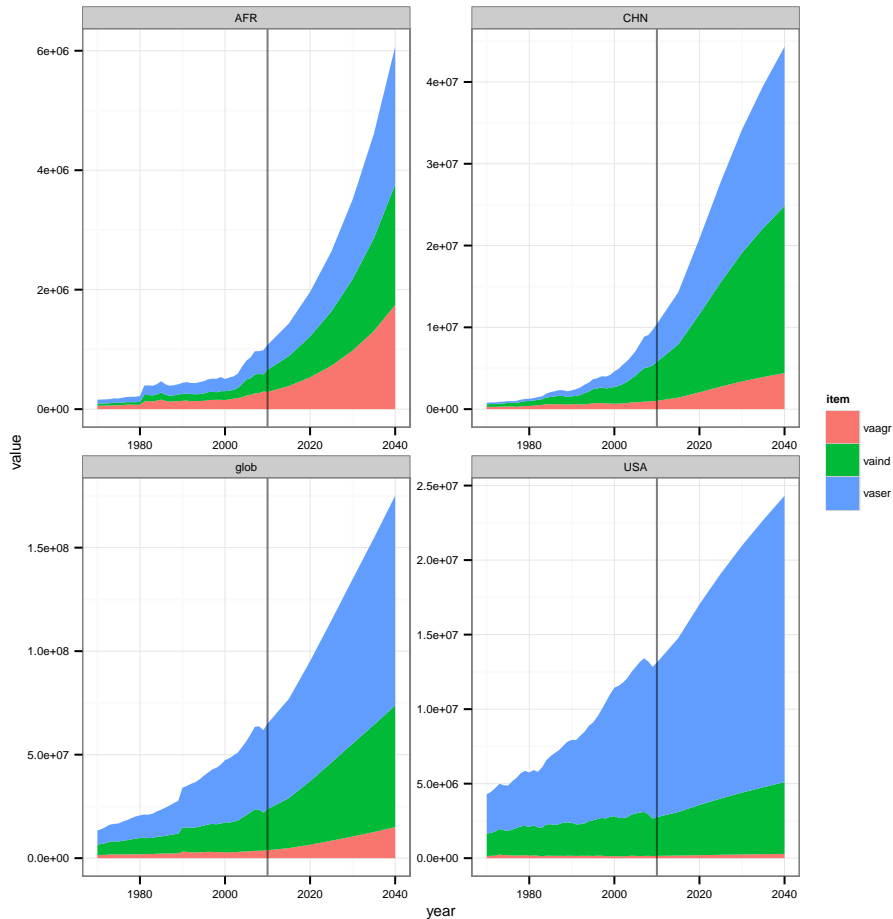 AFR
CHN
6e+06
4e+06
2e+06
0e+00
1980
2000
2020
2040
4e+07
3e+07
2e+07
1e+07
0e+00
1980
2000
2020
2040
glob
USA
1.5e+08
1.0e+08
5.0e+07
0.0e+00
1980
2000
2020
2040
2.5e+07
2.0e+07
1.5e+07
1.0e+07
5.0e+06
0.0e+00
1980
2000
2020
2040
value
year
item
vaagr
vaind
vaser